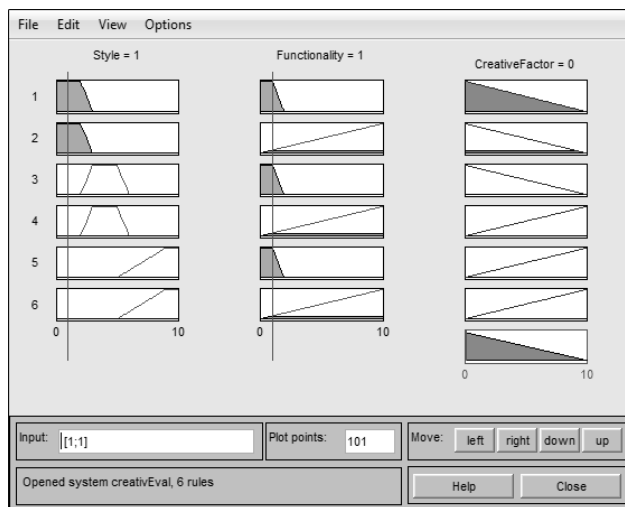 File Edit View Options
Style = 1 Functionality = 1 CreativeFactor = 0
1
2
3
4
5
6
0 10 0 10
0 10
Input: [1;1] Plot points: 101 Move: left right down up
Opened system creativEval, 6 rules Help Close